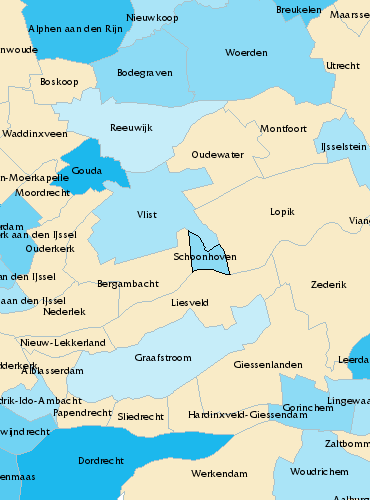 Nieuwkoop
Breukelen
Maarsse
Alphen aan den Rijn
nwoude
Woerden
Utrecht
Bodegraven
Boskoop
Reeuwijk
Montfoort
Waddinxveen
IJsselstein
Oudewater
Gouda
n-Moerkapelle
Moordrecht
Vlist
Lopik
Viang
rdam
rk aan den IJssel
Ouderkerk
Schoonhoven
an den IJssel
Bergambacht
Zederik
aan den IJssel
Liesveld
Nederlek
Nieuw-Lekkerland
Graafstroom
Leerda
dderkerk
Alblasserdam
Giessenlanden
drik-Ido-Ambacht
Lingewaa
Gorinchem
Papendrecht
Sliedrecht
Hardinxveld-Giessendam
wijndrecht
Zaltbomm
Dordrecht
Woudrichem
enmaas
Werkendam
Aalburg